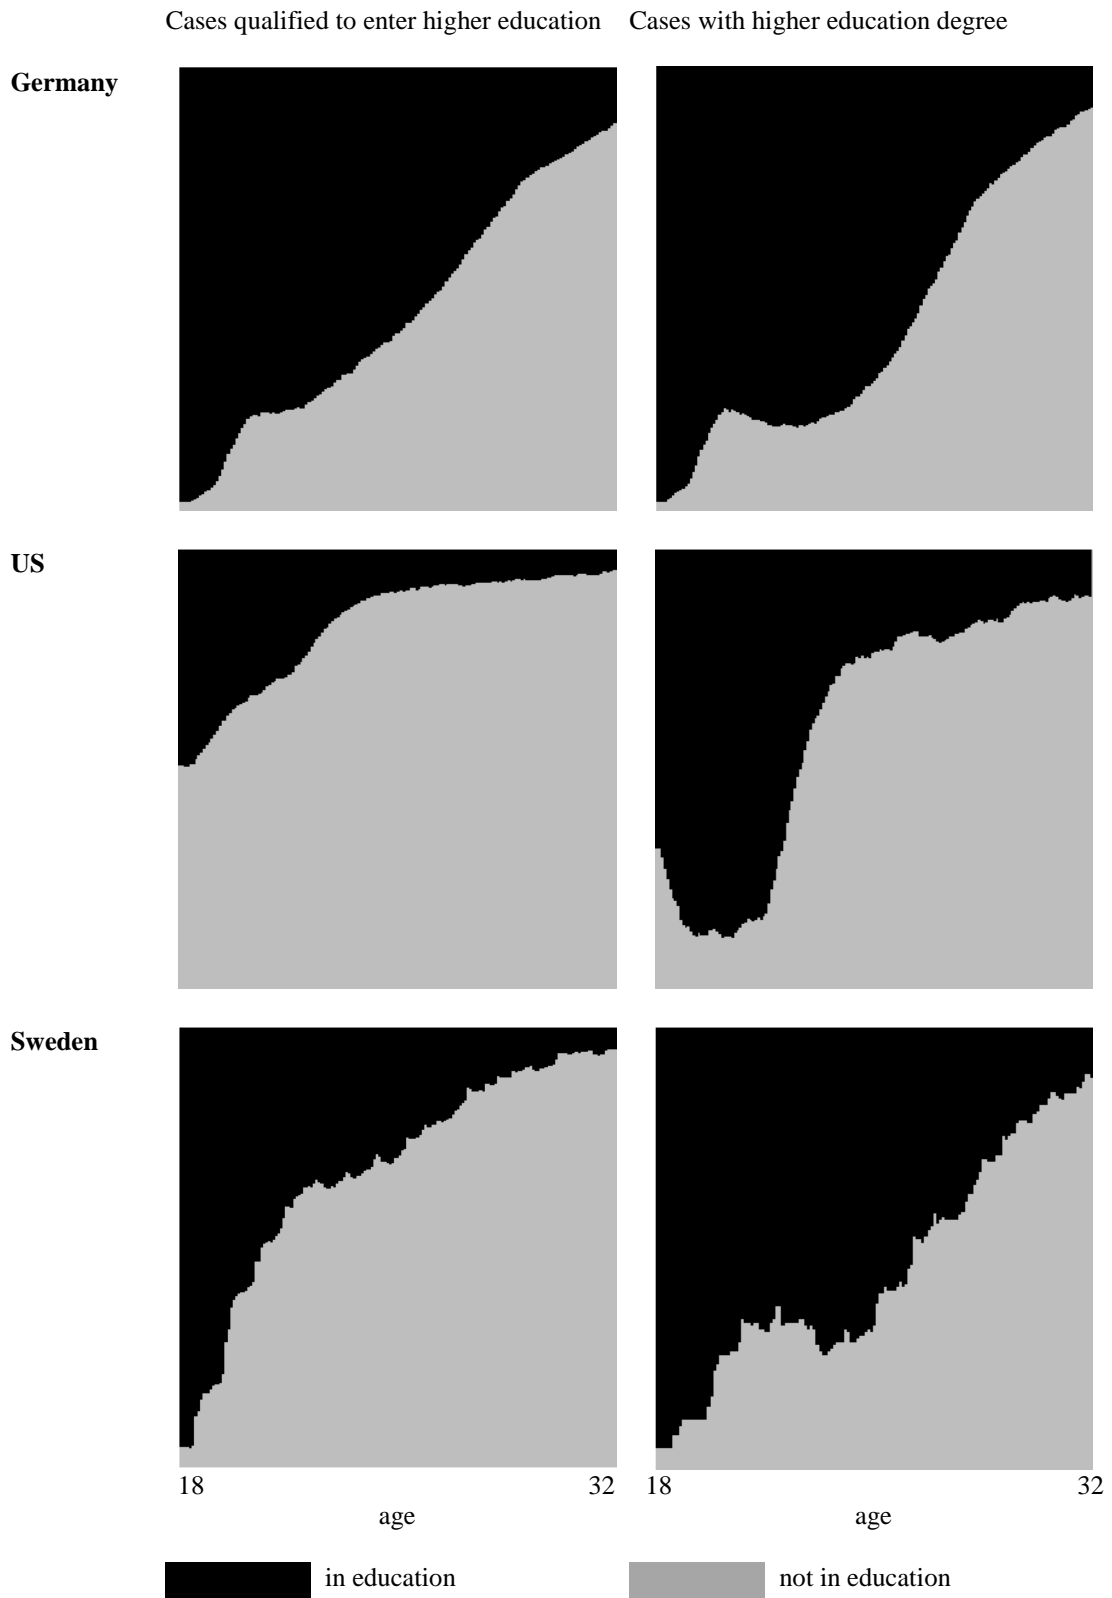 Cases qualified to enter higher education Cases with higher education degree
Germany
US
Sweden
18 32 18 32
age age
in education not in education